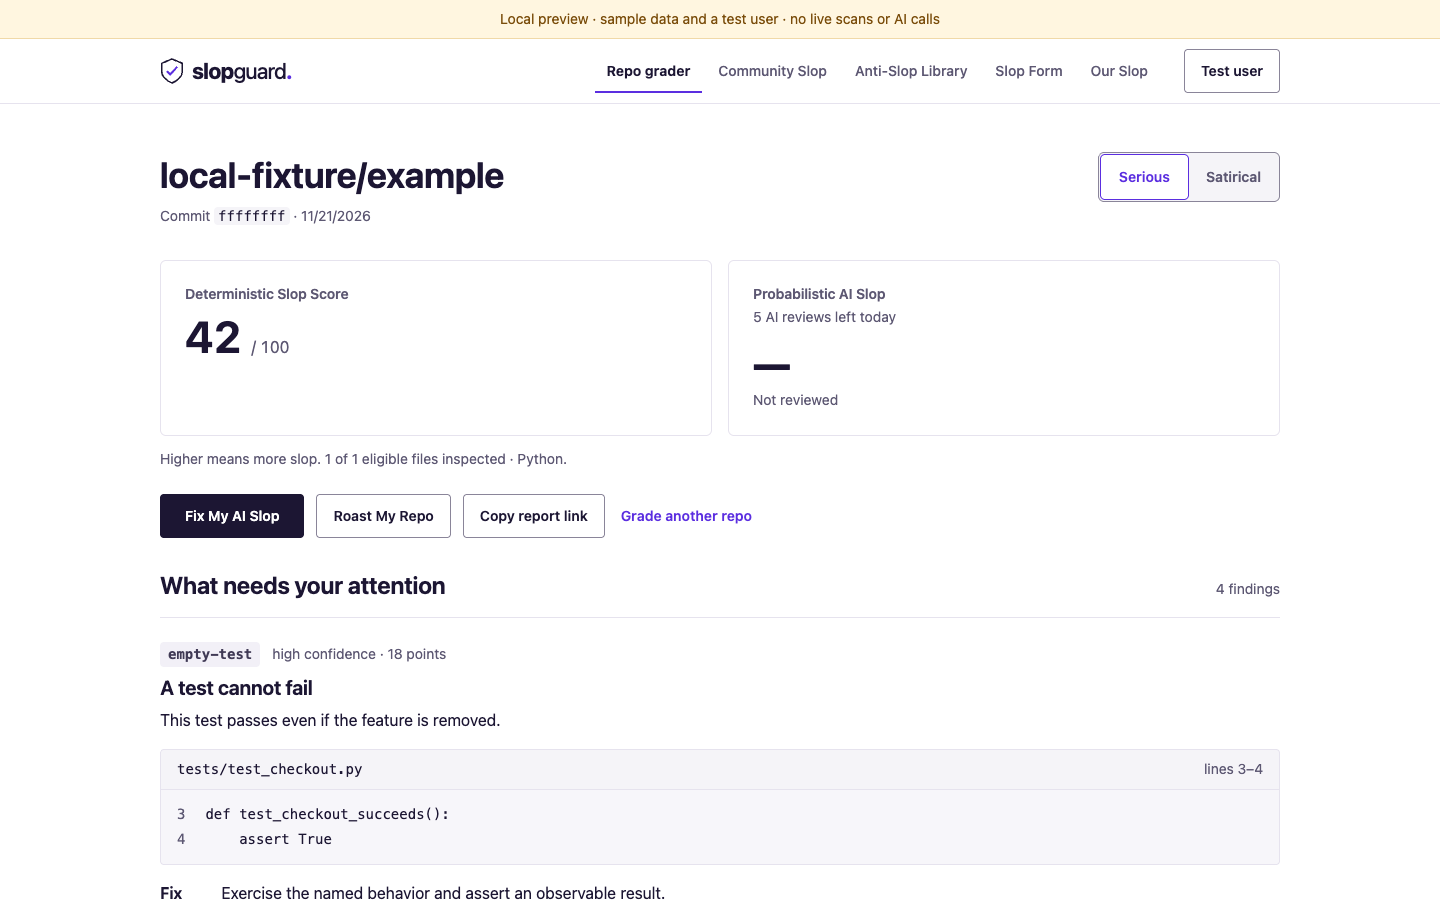 Local preview · sample data and a test user · no live scans or AI calls
slopguard.
Repo grader
Community Slop
Anti-Slop Library
Slop Form
Our Slop
Test user
local-fixture/example
Serious
Satirical
Commit ffffffff · 11/21/2026
Deterministic Slop Score
42 / 100
Probabilistic AI Slop
5 AI reviews left today
—
Not reviewed
Higher means more slop. 1 of 1 eligible files inspected · Python.
Fix My AI Slop
Roast My Repo
Copy report link
Grade another repo
What needs your attention
4 findings
empty-test
high confidence · 18 points
A test cannot fail
This test passes even if the feature is removed.
tests/test_checkout.py
lines 3–4
3 def test_checkout_succeeds():
4     assert True
Fix Exercise the named behavior and assert an observable result.